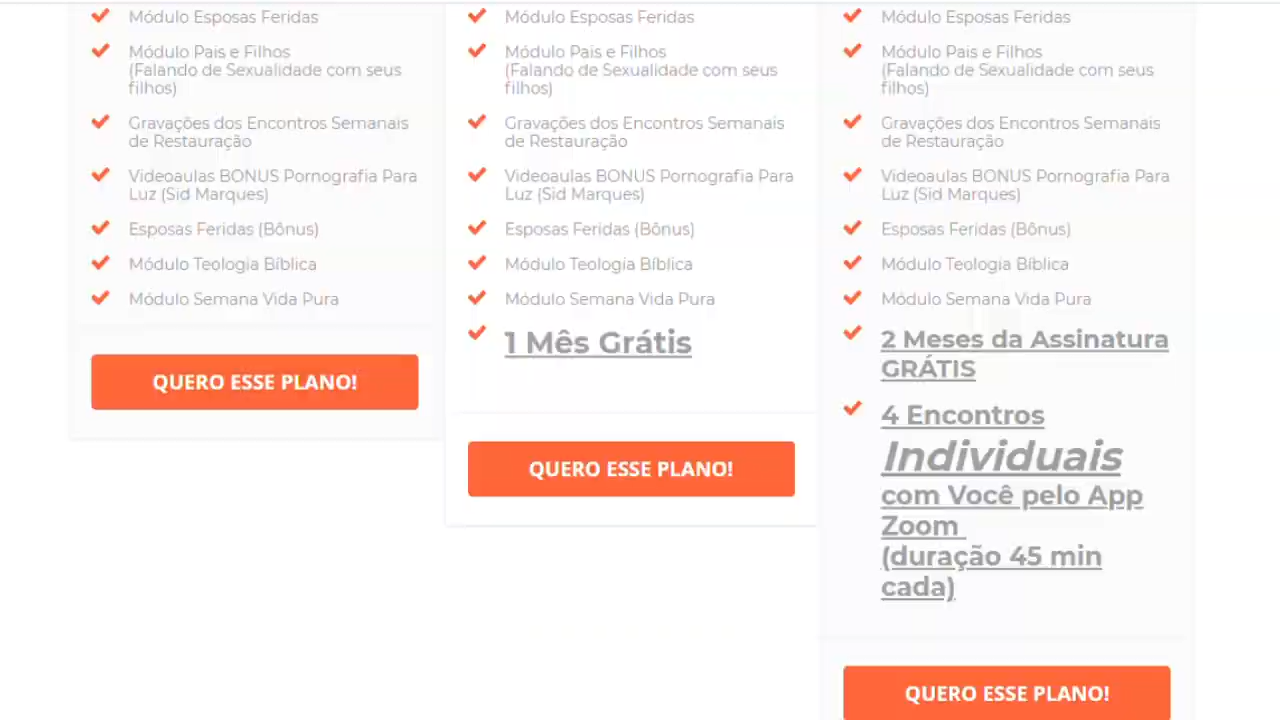 Módulo Esposas Feridas
Módulo Pais e Filhos
(Falando de Sexualidade com seus
filhos)
Gravações dos Encontros Semanais
de Restauração
Videoaulas BONUS Pornografia Para
Luz (Sid Marques)
Esposas Feridas (Bônus)
Módulo Teologia Bíblica
Módulo Semana Vida Pura
QUERO ESSE PLANO!
Módulo Esposas Feridas
Módulo Pais e Filhos
(Falando de Sexualidade com seus
filhos)
Gravações dos Encontros Semanais
de Restauração
Videoaulas BONUS Pornografia Para
Luz (Sid Marques)
Esposas Feridas (Bônus)
Módulo Teologia Bíblica
Módulo Semana Vida Pura
1 Mês Grátis
QUERO ESSE PLANO!
Módulo Esposas Feridas
Módulo Pais e Filhos
(Falando de Sexualidade com seus
filhos)
Gravações dos Encontros Semanais
de Restauração
Videoaulas BONUS Pornografia Para
Luz (Sid Marques)
Esposas Feridas (Bônus)
Módulo Teologia Bíblica
Módulo Semana Vida Pura
2 Meses da Assinatura
GRÁTIS
4 Encontros
Individuais
com Você pelo App
Zoom
(duração 45 min
cada)
QUERO ESSE PLANO!